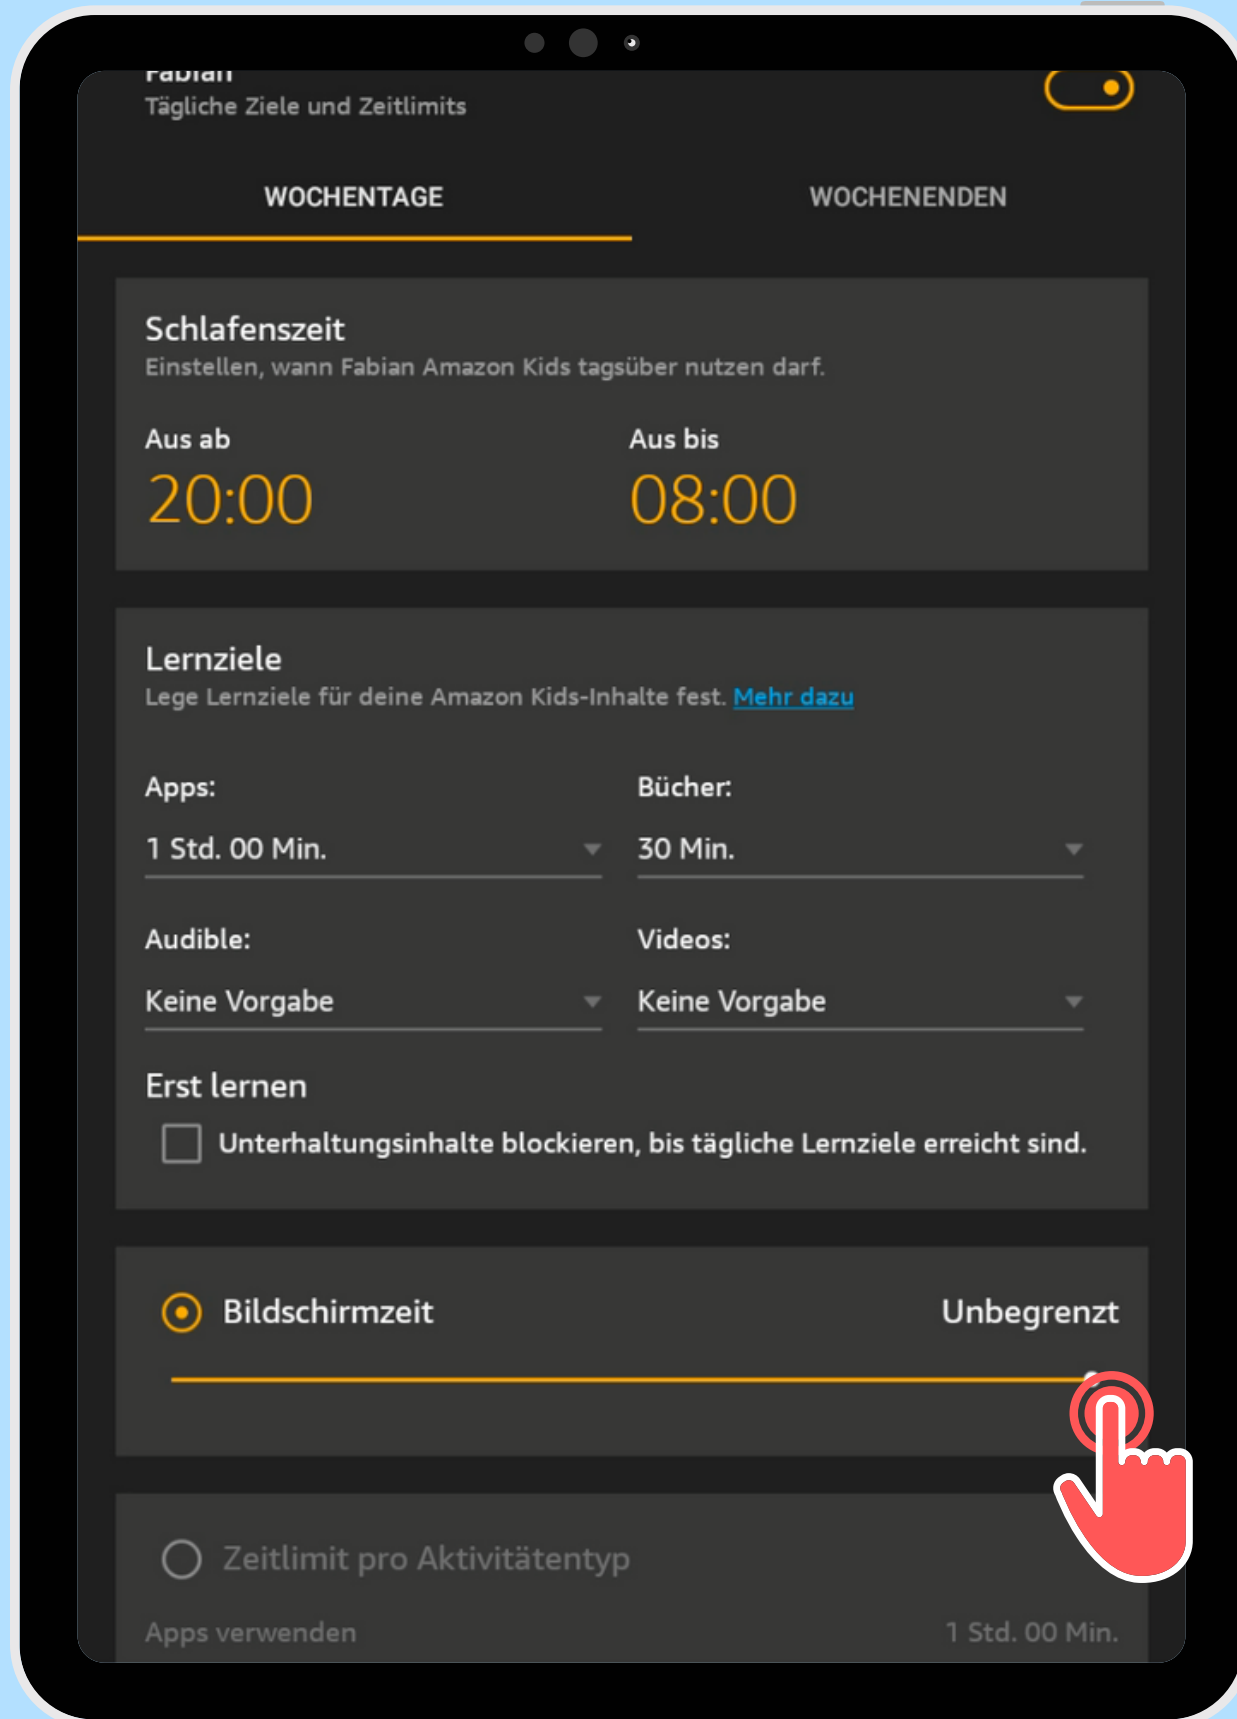 Fabian
Tägliche Ziele und Zeitlimits
WOCHENTAGE WOCHENENDEN
Schlafenszeit
Einstellen, wann Fabian Amazon Kids tagsüber nutzen darf.
Aus ab Aus bis
20:00 08:00
Lernziele
Lege Lernziele für deine Amazon Kids-Inhalte fest. Mehr dazu
Apps: Bücher:
1 Std. 00 Min. 30 Min.
Audible: Videos:
Keine Vorgabe Keine Vorgabe
Erst lernen
Unterhaltungsinhalte blockieren, bis tägliche Lernziele erreicht sind.
Bildschirmzeit Unbegrenzt
Zeitlimit pro Aktivitätentyp
Apps verwenden 1 Std. 00 Min.